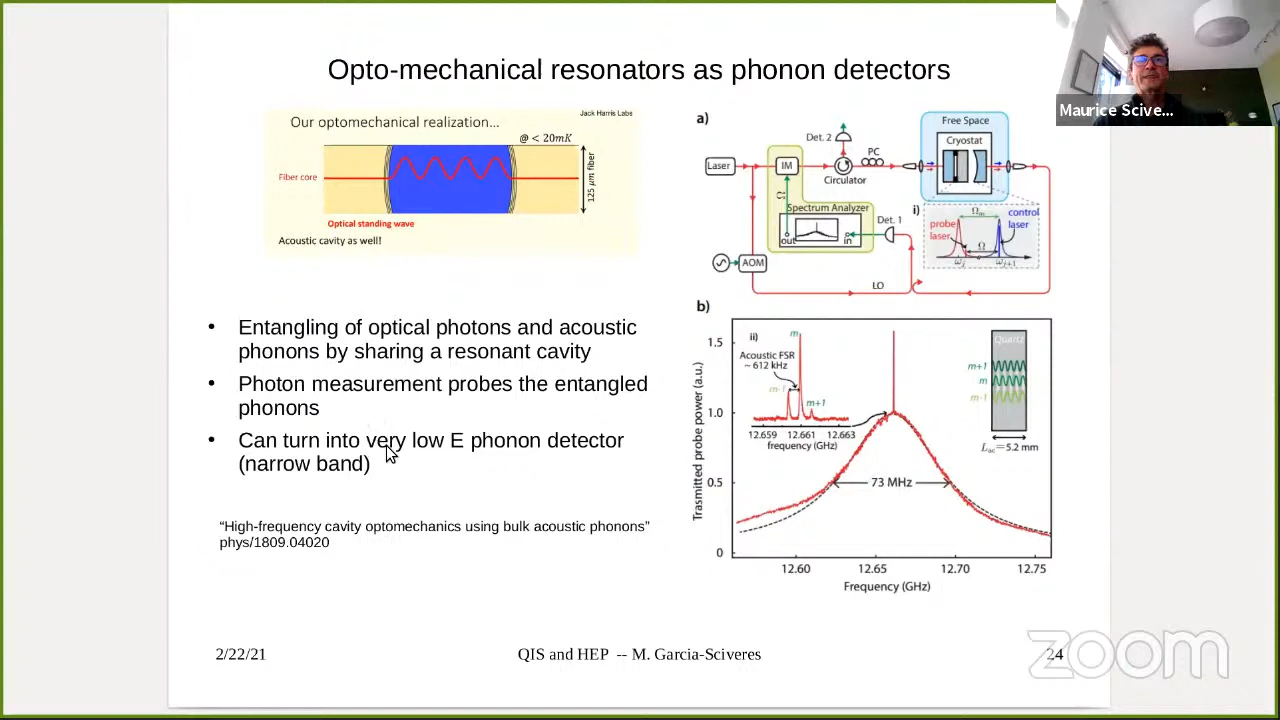 Opto-mechanical resonators as phonon detectors
Maurice Scive...
Jack Harris Labs
Our optomechanical realization...
@ < 20mK
Fiber core
125 μm fiber
Optical standing wave
Acoustic cavity as well!
• Entangling of optical photons and acoustic
phonons by sharing a resonant cavity
• Photon measurement probes the entangled
phonons
• Can turn into very low E phonon detector
(narrow band)
“High-frequency cavity optomechanics using bulk acoustic phonons”
phys/1809.04020
a)
Det. 2
PC
Free Space
Cryostat
Laser
IM
Circulator
Ω
Spectrum Analyzer
out
in
Det. 1
i)
Ωm
probe
laser
control
laser
Ω
ωj
ωj+1
AOM
LO
b)
Trasmitted probe power (a.u.)
1.5
1.0
0.5
0
ii)
m
Acoustic FSR
~ 612 kHz
m-1
m+1
12.659 12.661 12.663
frequency (GHz)
Quartz
m+1
m
m-1
Lac=5.2 mm
73 MHz
12.60 12.65 12.70 12.75
Frequency (GHz)
2/22/21
QIS and HEP -- M. Garcia-Sciveres
24
zoom